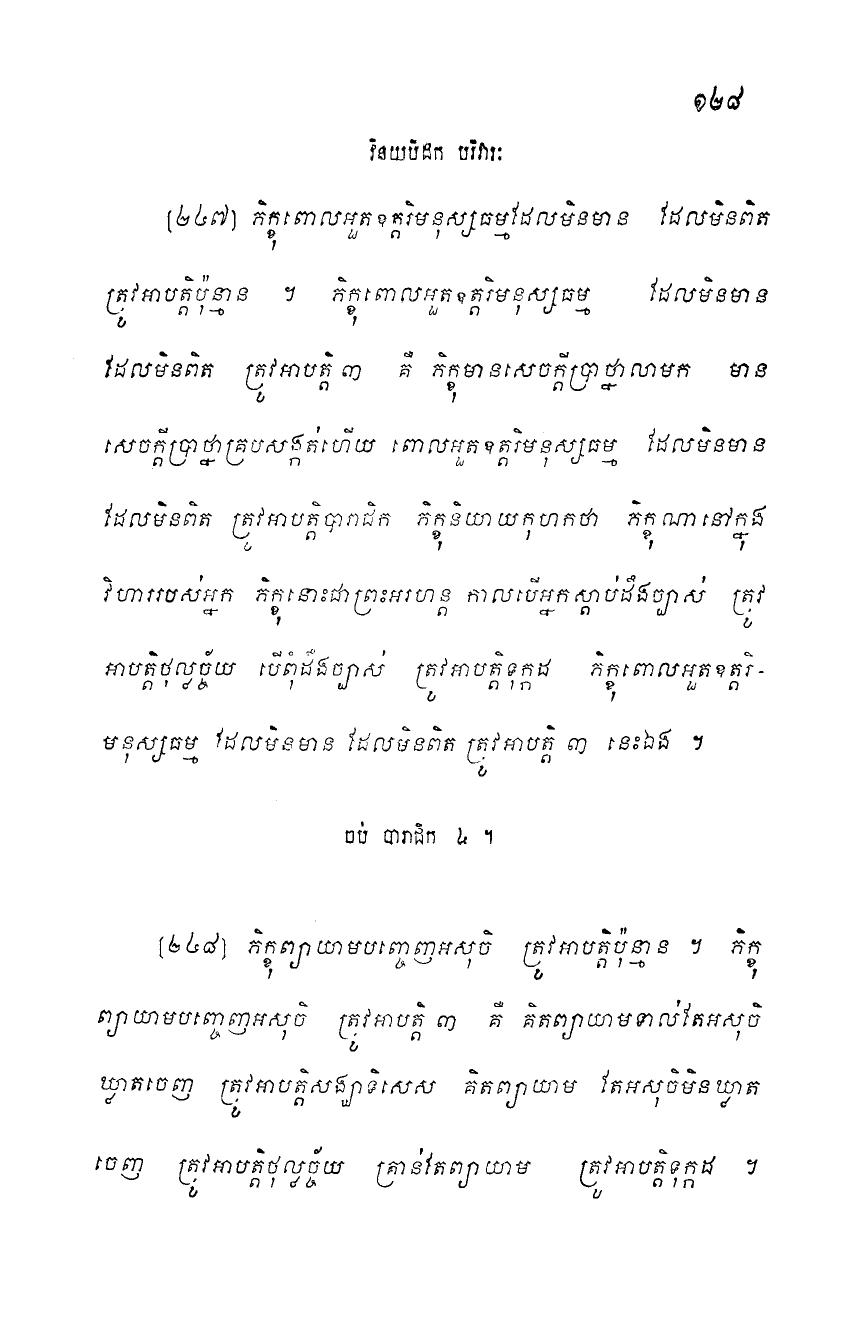 ១២៨
វិនយបិដក បរិវារៈ
(២៤៧) ភិក្ខុពោលអួតឧត្តរិមនុស្សធម្មដែលមិនមាន ដែលមិនពិត
ត្រូវអាបត្តិប៉ុន្មាន ។ ភិក្ខុពោលអួតឧត្តរិមនុស្សធម្ម ដែលមិនមាន
ដែលមិនពិត ត្រូវអាបត្តិ ៣ គឺ ភិក្ខុមានសេចក្តីប្រាថ្នាលាមក មាន
សេចក្តីប្រាថ្នាគ្របសង្កត់ហើយ ពោលអួតឧត្តរិមនុស្សធម្ម ដែលមិនមាន
ដែលមិនពិត ត្រូវអាបត្តិបារាជិក ភិក្ខុនិយាយកុហកថា ភិក្ខុណានៅក្នុង
វិហាររបស់អ្នក ភិក្ខុនោះជាព្រះអរហន្ត កាលបើអ្នកស្តាប់ដឹងច្បាស់ ត្រូវ
អាបត្តិថុល្លច្ច័យ បើពុំដឹងច្បាស់ ត្រូវអាបត្តិទុក្កដ ភិក្ខុពោលអួតឧត្តរិ-
មនុស្សធម្ម ដែលមិនមាន ដែលមិនពិត ត្រូវអាបត្តិ ៣ នេះឯង ។
ចប់ បារាជិក ៤ ។
(២៤៨) ភិក្ខុព្យាយាមបញ្ចេញអសុចិ ត្រូវអាបត្តិប៉ុន្មាន ។ ភិក្ខុ
ព្យាយាមបញ្ចេញអសុចិ ត្រូវអាបត្តិ ៣ គឺ គិតព្យាយាមទាល់តែអសុចិ
ឃ្លាតចេញ ត្រូវអាបត្តិសង្ឃាទិសេស គិតព្យាយាម តែអសុចិមិនឃ្លាត
ចេញ ត្រូវអាបត្តិថុល្លច្ច័យ គ្រាន់តែព្យាយាម ត្រូវអាបត្តិទុក្កដ ។